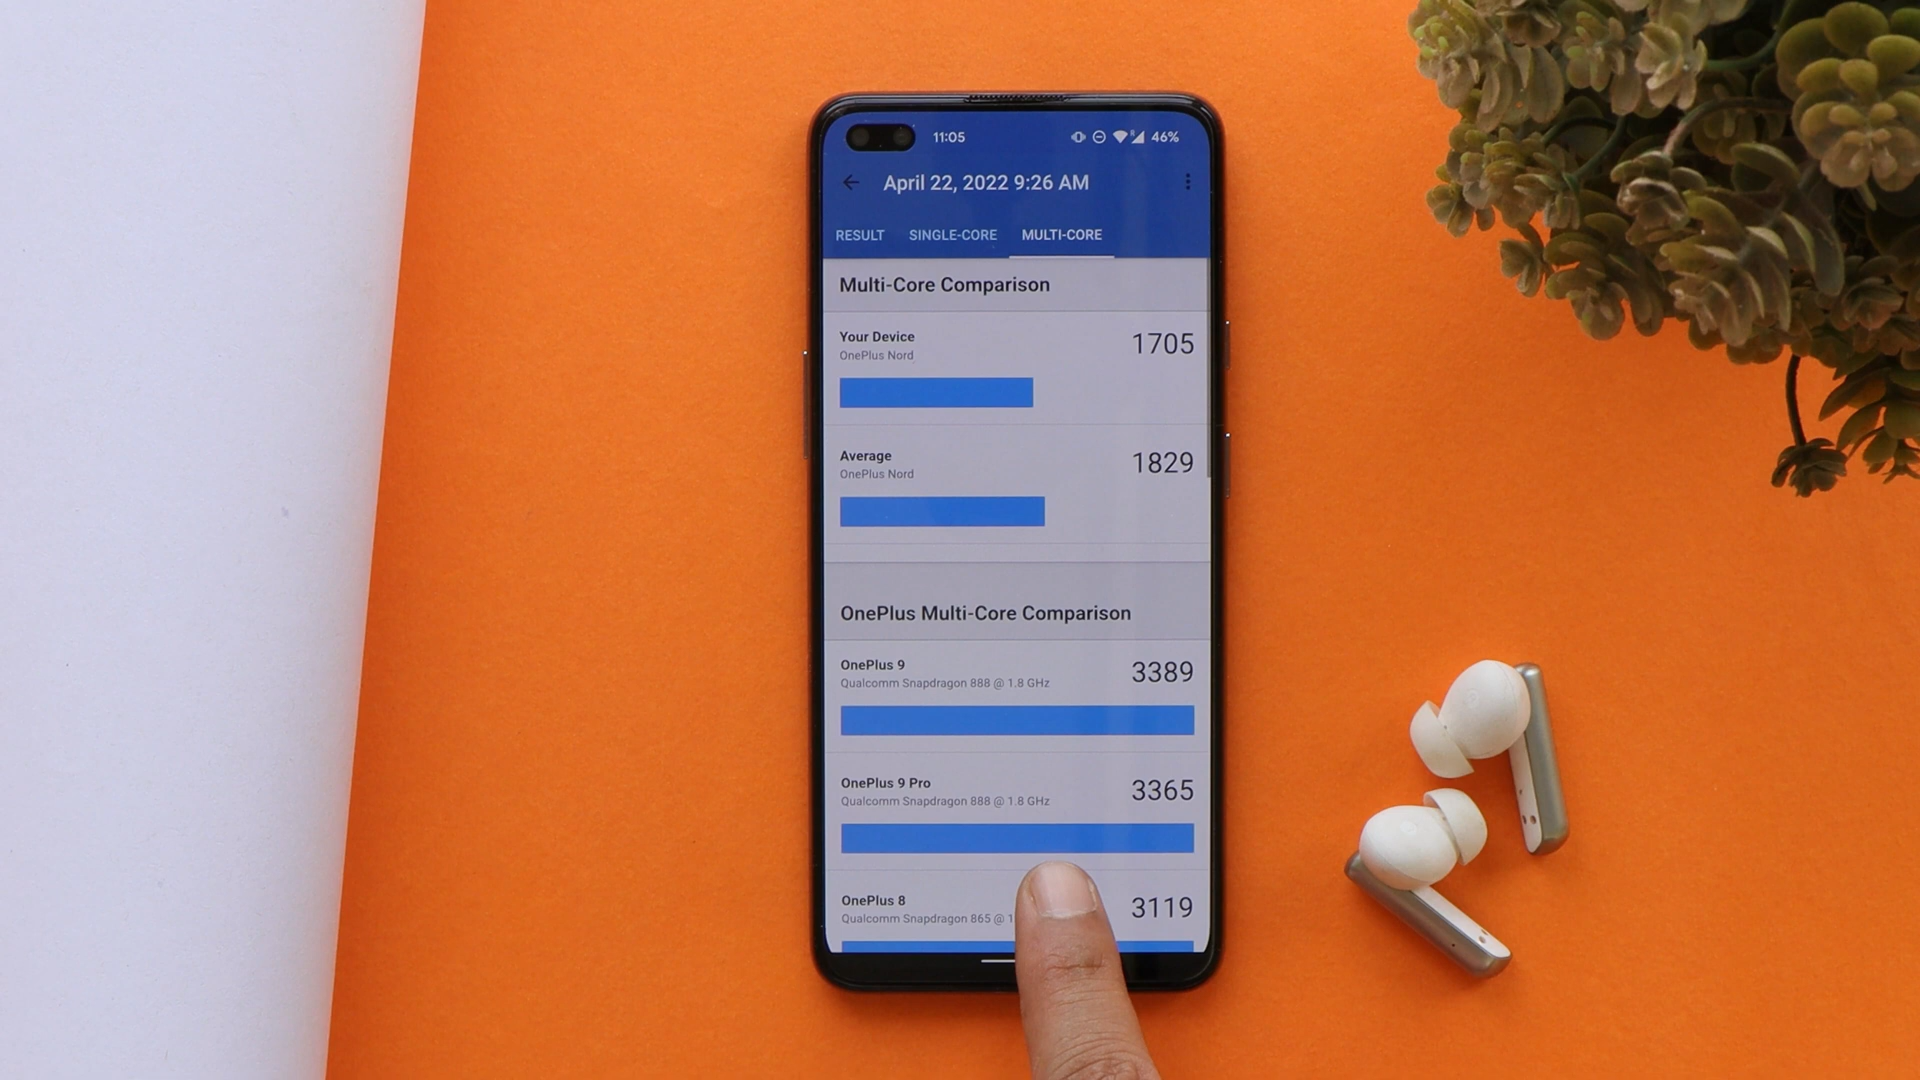 11:05 46%
April 22, 2022 9:26 AM
RESULT SINGLE-CORE MULTI-CORE
Multi-Core Comparison
Your Device 1705
OnePlus Nord
Average 1829
OnePlus Nord
OnePlus Multi-Core Comparison
OnePlus 9 3389
Qualcomm Snapdragon 888 @ 1.8 GHz
OnePlus 9 Pro 3365
Qualcomm Snapdragon 888 @ 1.8 GHz
OnePlus 8 3119
Qualcomm Snapdragon 865 @